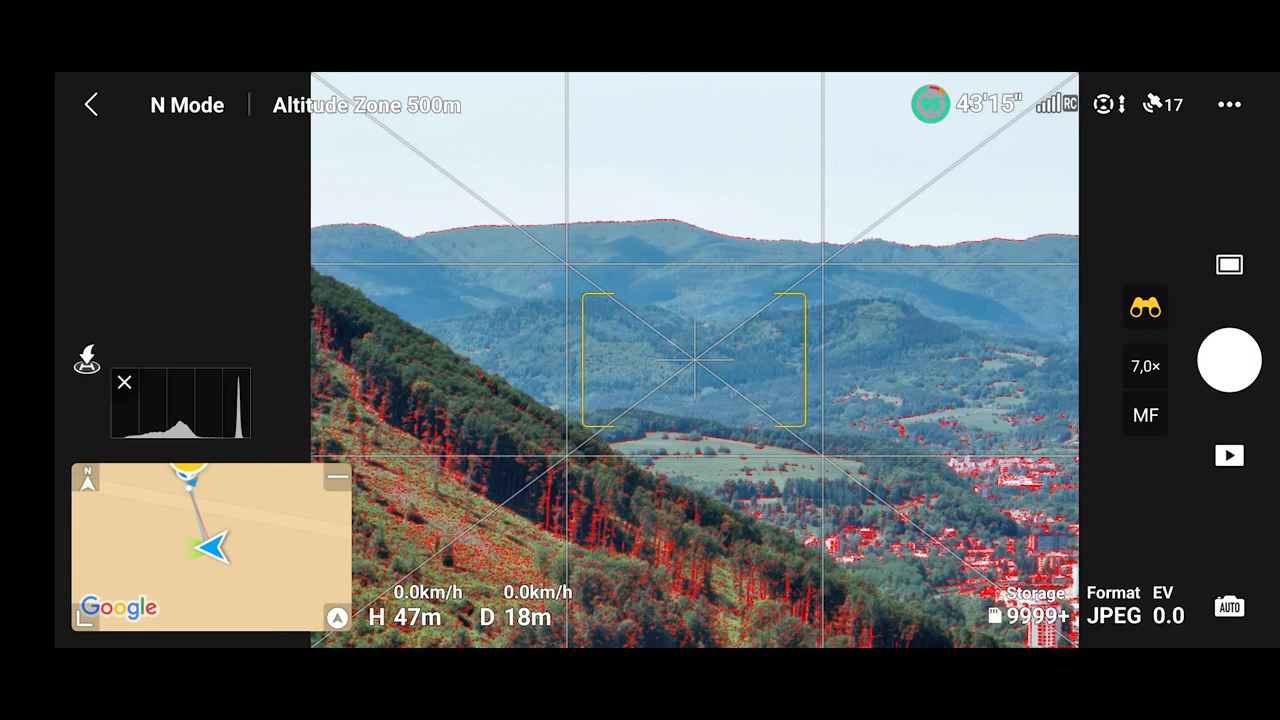 N Mode
Altitude Zone 500m
95
43'15"
RC
17
7,0×
MF
N
Google
0.0km/h 0.0km/h
H 47m D 18m
Storage
9999+
Format
JPEG
EV
0.0
AUTO